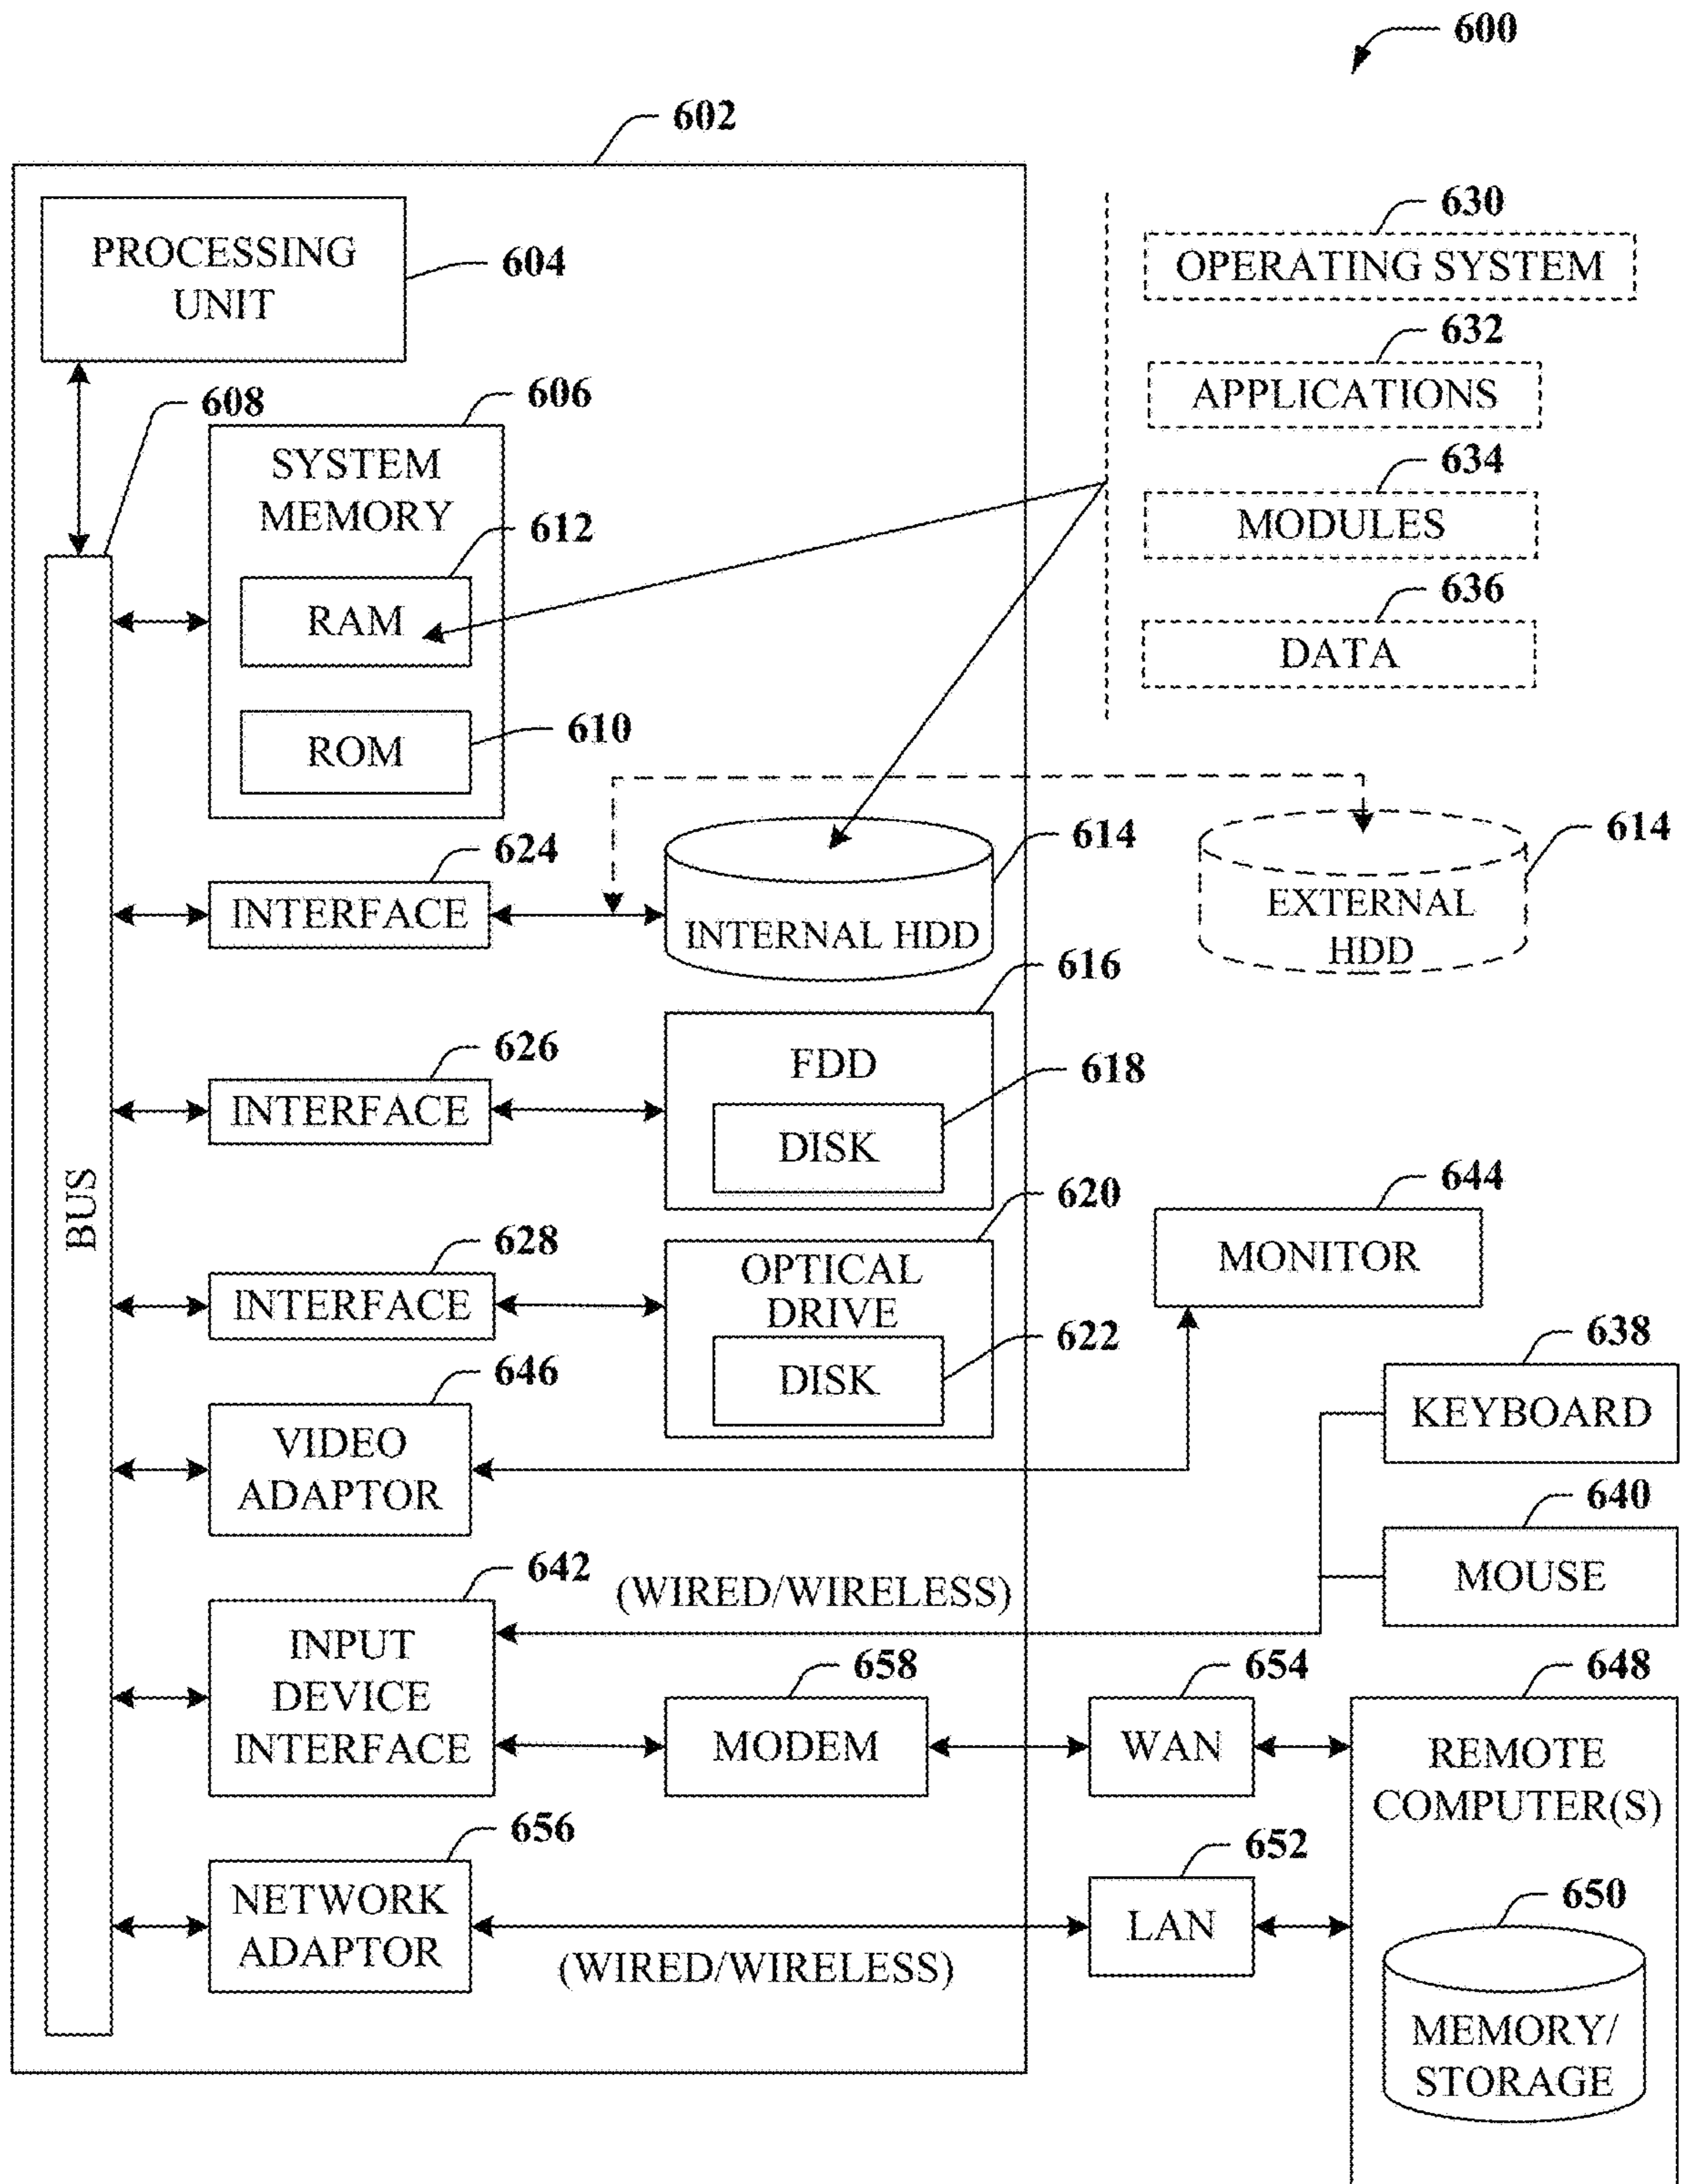 600
602
PROCESSING
UNIT
604
630
OPERATING SYSTEM
632
APPLICATIONS
634
MODULES
636
DATA
608
606
SYSTEM
MEMORY
612
RAM
610
ROM
BUS
624
INTERFACE
614
INTERNAL HDD
614
EXTERNAL
HDD
626
INTERFACE
616
FDD
618
DISK
628
INTERFACE
620
OPTICAL
DRIVE
622
DISK
644
MONITOR
646
VIDEO
ADAPTOR
638
KEYBOARD
640
MOUSE
642
(WIRED/WIRELESS)
INPUT
DEVICE
INTERFACE
658
MODEM
654
WAN
648
REMOTE
COMPUTER(S)
656
NETWORK
ADAPTOR
(WIRED/WIRELESS)
652
LAN
650
MEMORY/
STORAGE